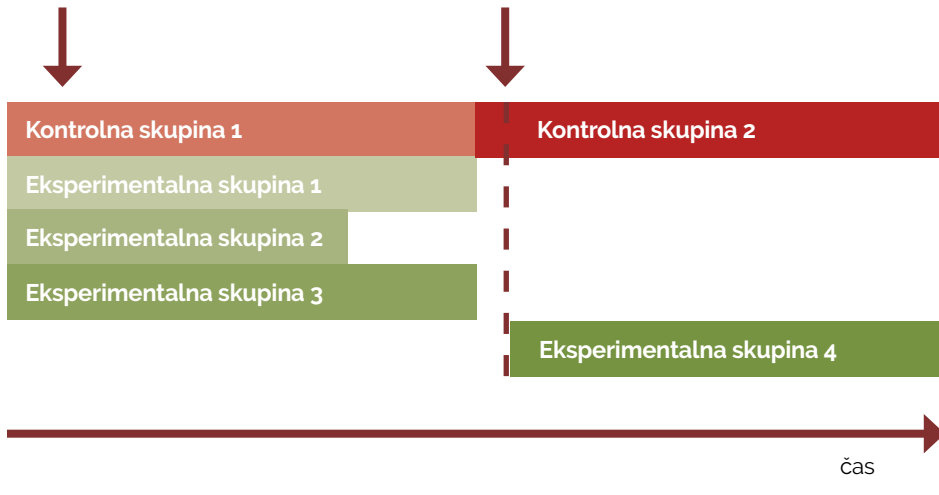 Kontrolna skupina 1
Kontrolna skupina 2
Eksperimentalna skupina 1
Eksperimentalna skupina 2
Eksperimentalna skupina 3
Eksperimentalna skupina 4
čas